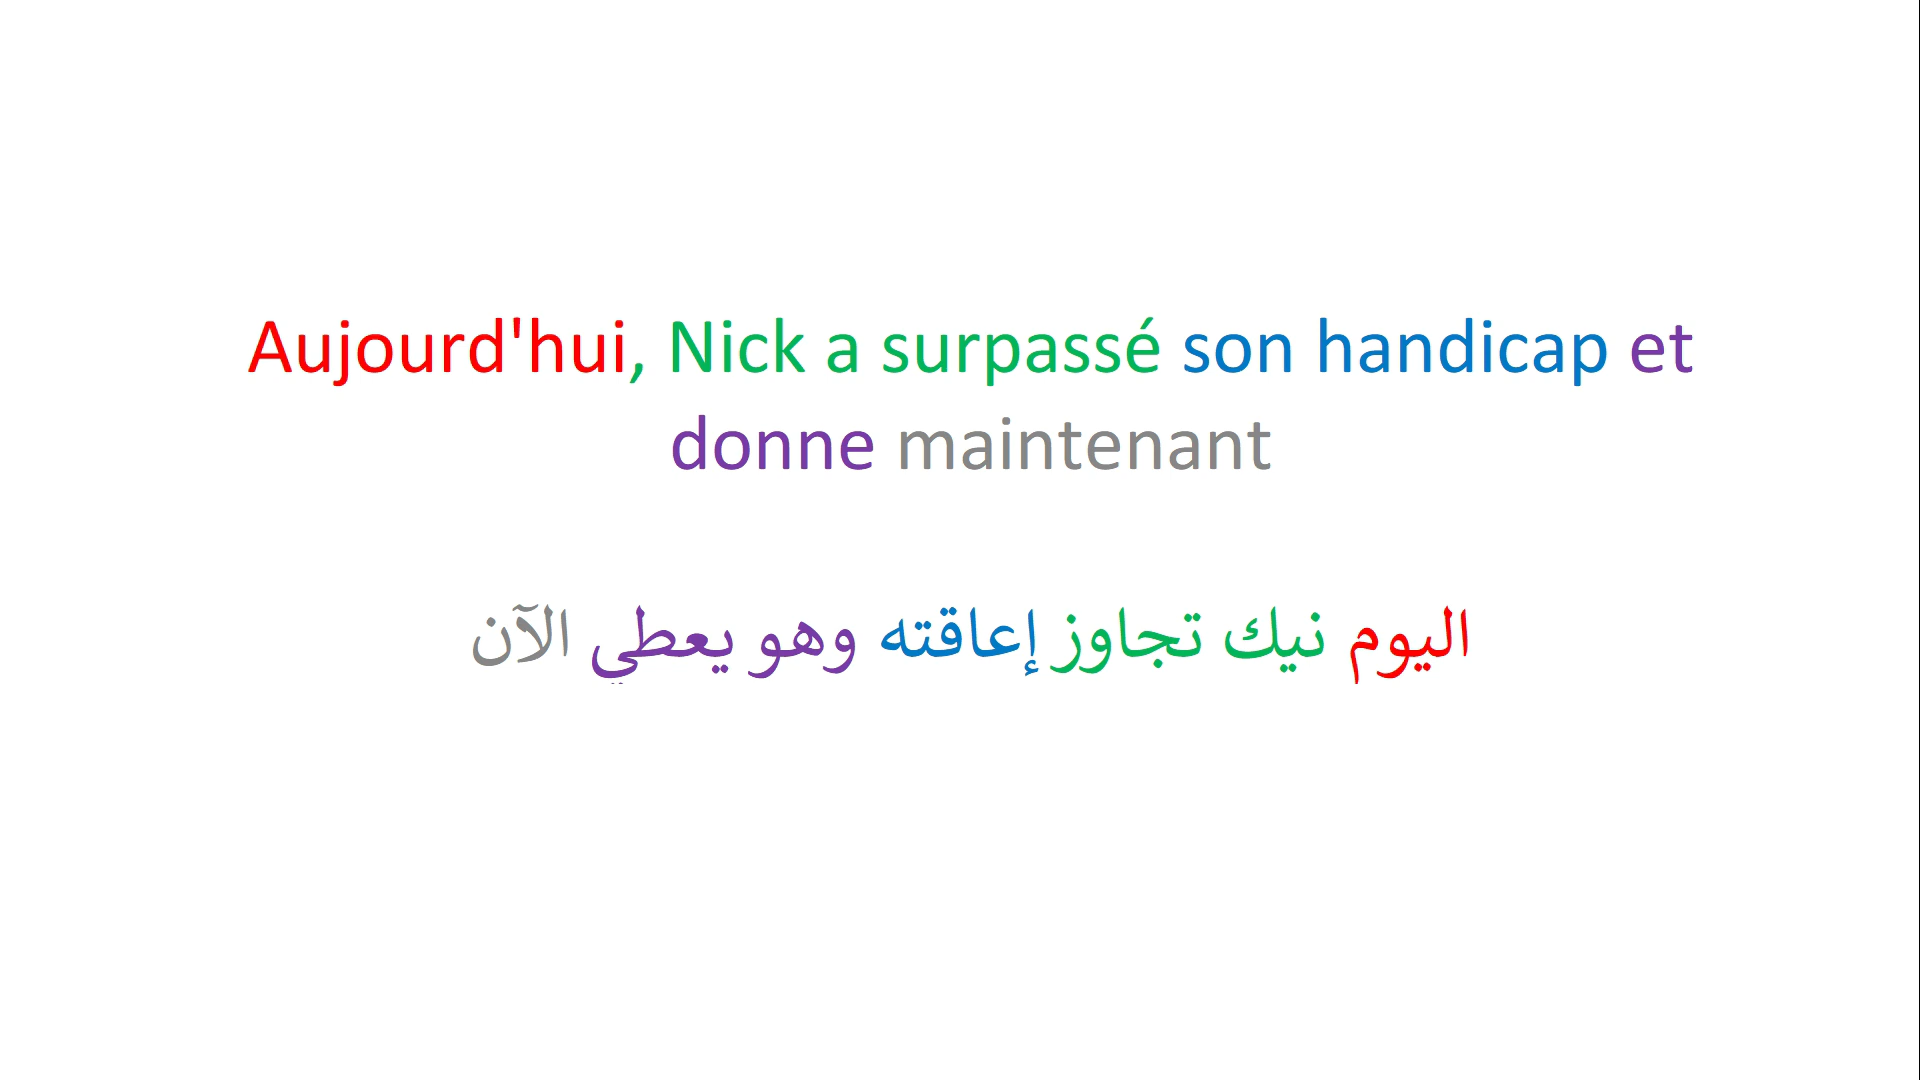 Aujourd'hui, Nick a surpassé son handicap et
donne maintenant
اليوم نيك تجاوز إعاقته وهو يعطي الآن